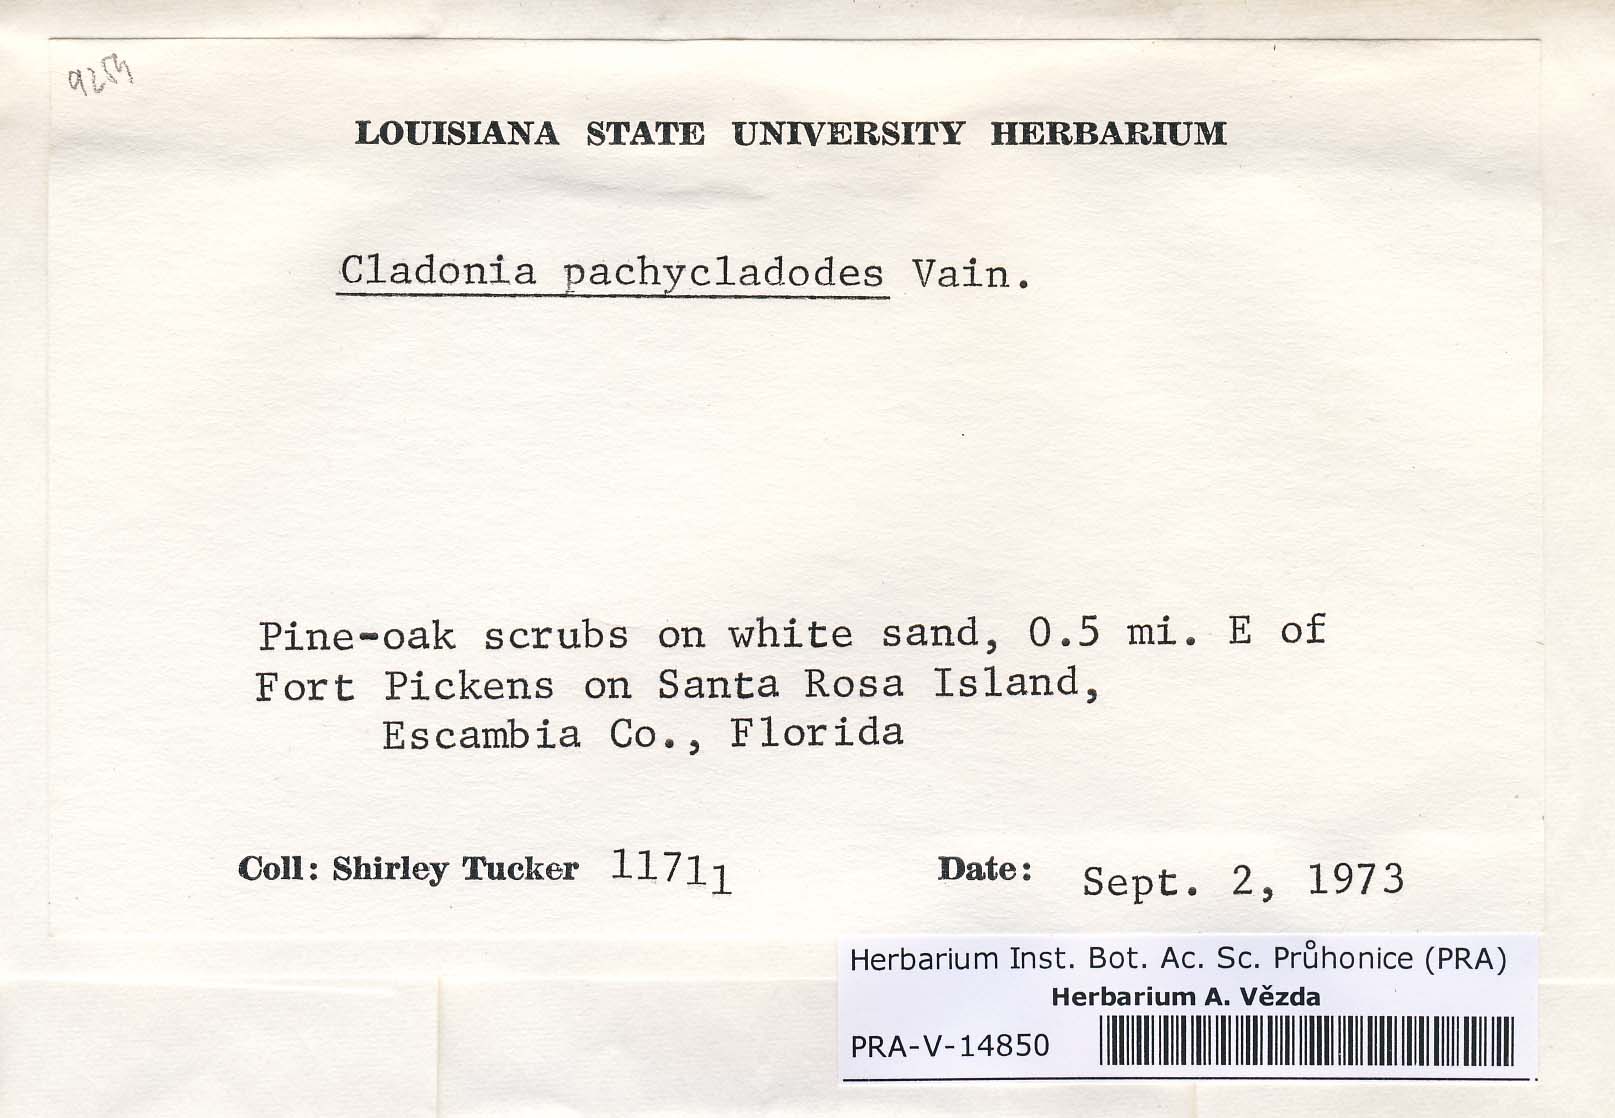 9254
LOUISIANA STATE UNIVERSITY HERBARIUM
Cladonia pachycladodes Vain.
Pine-oak scrubs on white sand, 0.5 mi. E of
Fort Pickens on Santa Rosa Island,
Escambia Co., Florida
Coll: Shirley Tucker 11711 Date: Sept. 2, 1973
Herbarium Inst. Bot. Ac. Sc. Průhonice (PRA)
Herbarium A. Vězda
PRA-V-14850